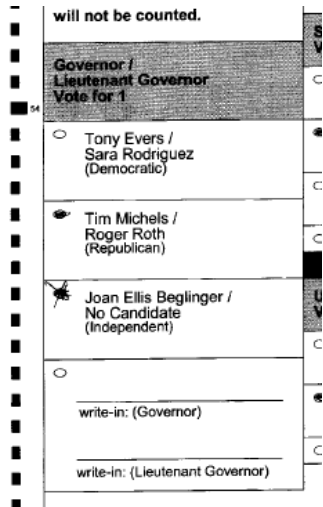 will not be counted.
Governor /
Lieutenant Governor
Vote for 1
54
Tony Evers /
Sara Rodriguez
(Democratic)
Tim Michels /
Roger Roth
(Republican)
Joan Ellis Beglinger /
No Candidate
(Independent)
write-in: (Governor)
write-in: (Lieutenant Governor)